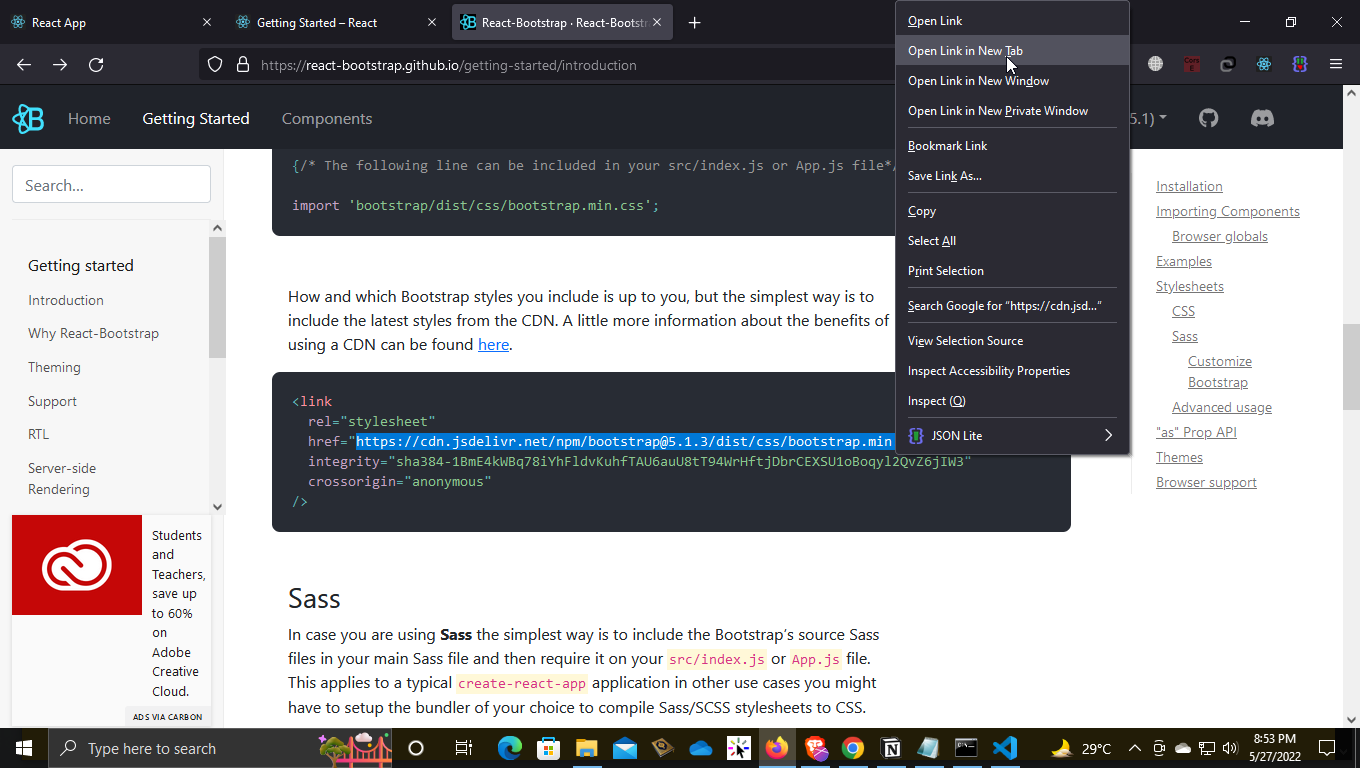 React App
Getting Started – React
React-Bootstrap · React-Bootstr
https://react-bootstrap.github.io/getting-started/introduction
Home
Getting Started
Components
5.1)
Search...
Getting started
Introduction
Why React-Bootstrap
Theming
Support
RTL
Server-side
Rendering
Students
and
Teachers,
save up
to 60%
on
Adobe
Creative
Cloud.
ADS VIA CARBON
{/* The following line can be included in your src/index.js or App.js file*/
import 'bootstrap/dist/css/bootstrap.min.css';
How and which Bootstrap styles you include is up to you, but the simplest way is to
include the latest styles from the CDN. A little more information about the benefits of
using a CDN can be found here.
<link
rel="stylesheet"
href="https://cdn.jsdelivr.net/npm/bootstrap@5.1.3/dist/css/bootstrap.min
integrity="sha384-1BmE4kWBq78iYhFldvKuhfTAU6auU8tT94WrHftjDbrCEXSU1oBoqyl2QvZ6jIW3"
crossorigin="anonymous"
/>
Sass
In case you are using Sass the simplest way is to include the Bootstrap’s source Sass
files in your main Sass file and then require it on your src/index.js or App.js file.
This applies to a typical create-react-app application in other use cases you might
have to setup the bundler of your choice to compile Sass/SCSS stylesheets to CSS.
Open Link
Open Link in New Tab
Open Link in New Window
Open Link in New Private Window
Bookmark Link
Save Link As...
Copy
Select All
Print Selection
Search Google for “https://cdn.jsd...”
View Selection Source
Inspect Accessibility Properties
Inspect (Q)
JSON Lite
Installation
Importing Components
Browser globals
Examples
Stylesheets
CSS
Sass
Customize
Bootstrap
Advanced usage
"as" Prop API
Themes
Browser support
Type here to search
29°C
8:53 PM
5/27/2022